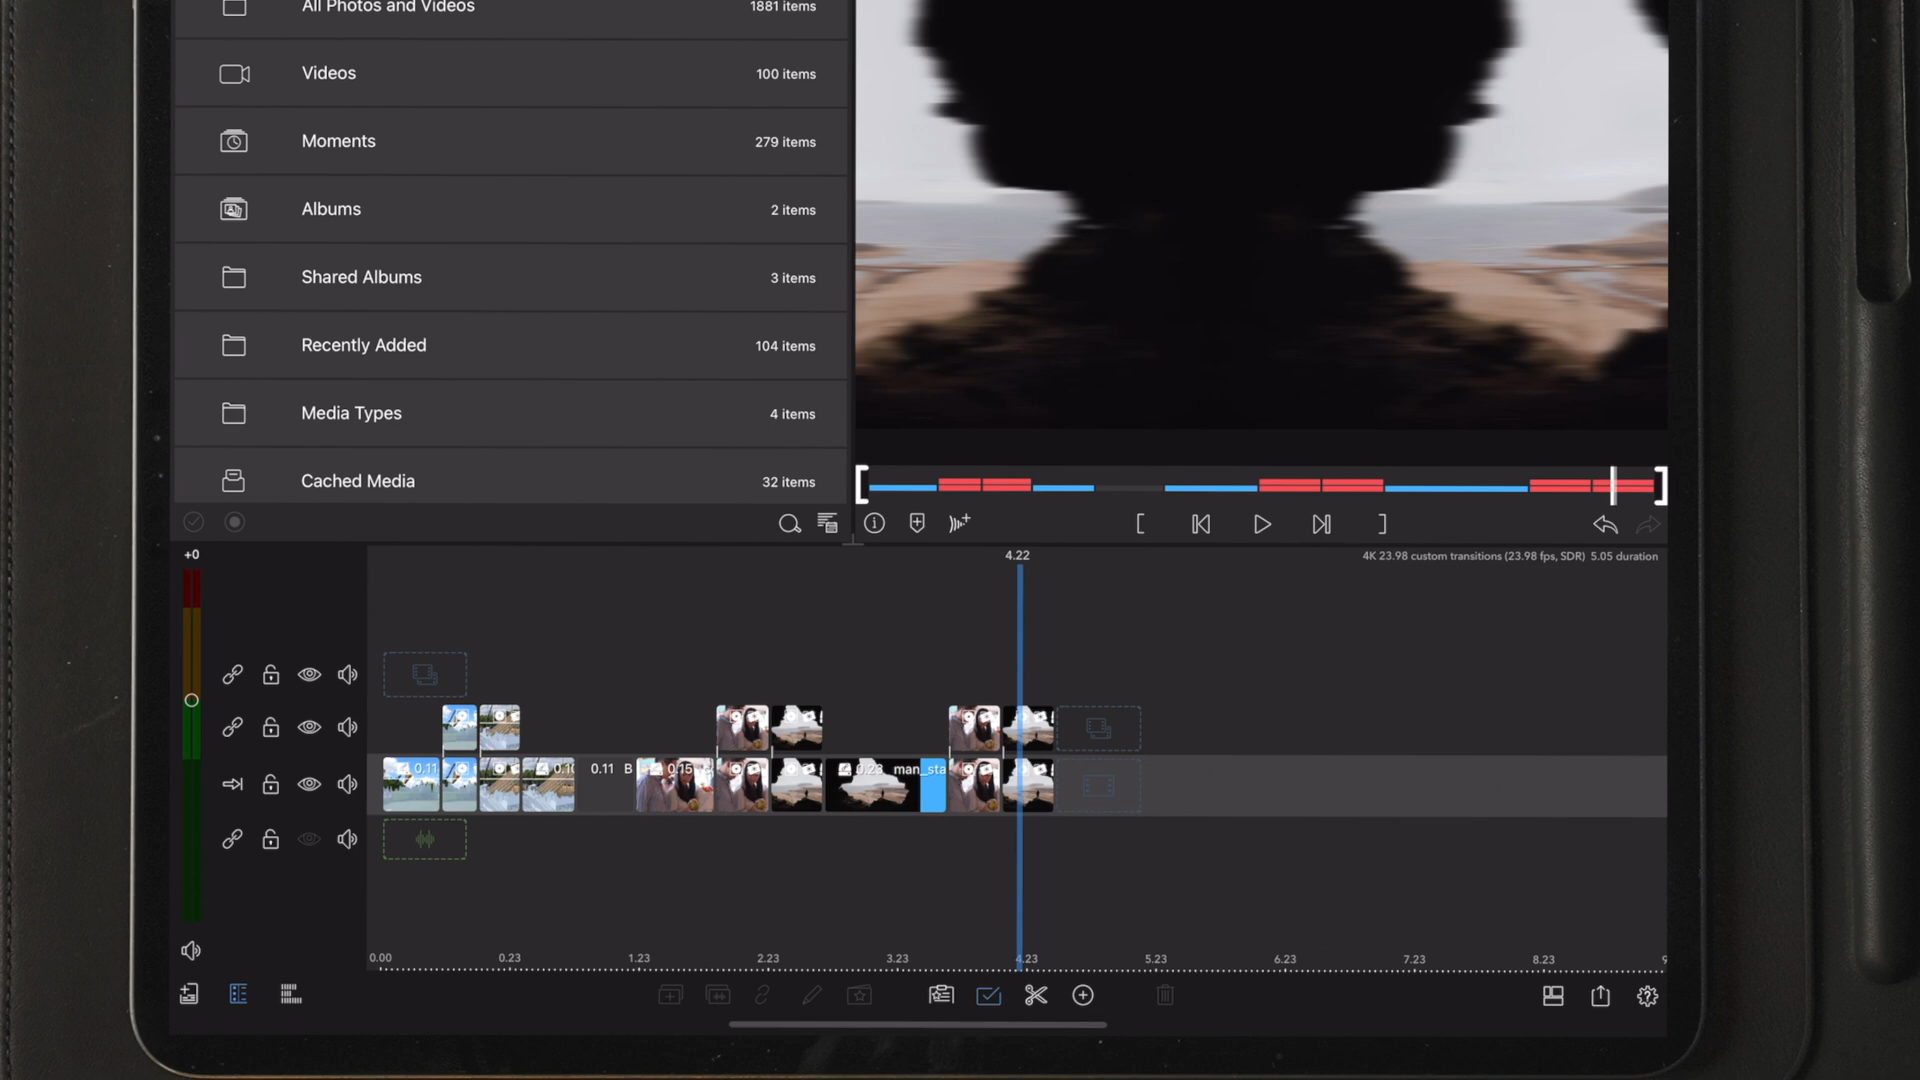 All Photos and Videos 1881 items
Videos 100 items
Moments 279 items
Albums 2 items
Shared Albums 3 items
Recently Added 104 items
Media Types 4 items
Cached Media 32 items
+0
4.22
4K 23.98 custom transitions (23.98 fps, SDR) 5.05 duration
0.11
0.11 B
0.15
0.23 man_sta
0.00 0.23 1.23 2.23 3.23 4.23 5.23 6.23 7.23 8.23 9